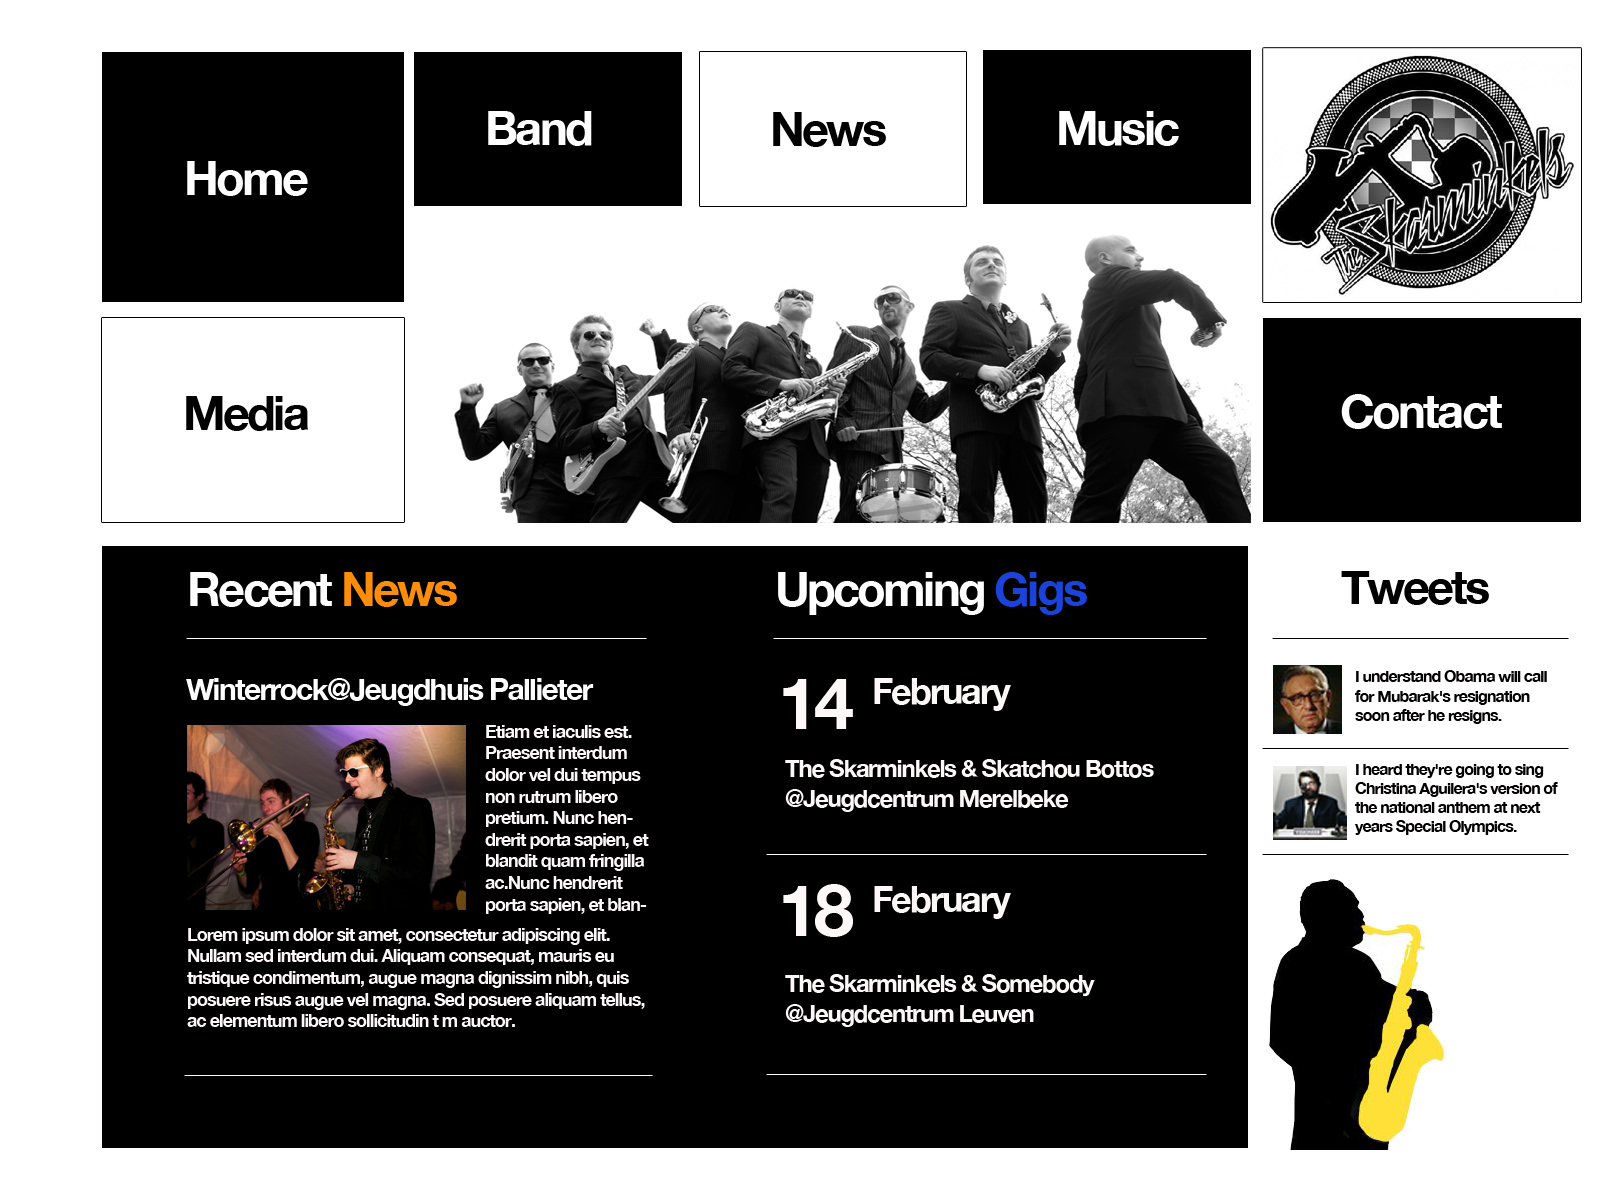 Home
Band
News
Music
The Skarminkels
Media
Contact
Recent News
Winterrock@Jeugdhuis Pallieter
Etiam et iaculis est.
Praesent interdum
dolor vel dui tempus
non rutrum libero
pretium. Nunc hen-
drerit porta sapien, et
blandit quam fringilla
ac.Nunc hendrerit
porta sapien, et blan-
Lorem ipsum dolor sit amet, consectetur adipiscing elit.
Nullam sed interdum dui. Aliquam consequat, mauris eu
tristique condimentum, augue magna dignissim nibh, quis
posuere risus augue vel magna. Sed posuere aliquam tellus,
ac elementum libero sollicitudin t m auctor.
Upcoming Gigs
14 February
The Skarminkels & Skatchou Bottos
@Jeugdcentrum Merelbeke
18 February
The Skarminkels & Somebody
@Jeugdcentrum Leuven
Tweets
I understand Obama will call
for Mubarak's resignation
soon after he resigns.
I heard they're going to sing
Christina Aguilera's version of
the national anthem at next
years Special Olympics.